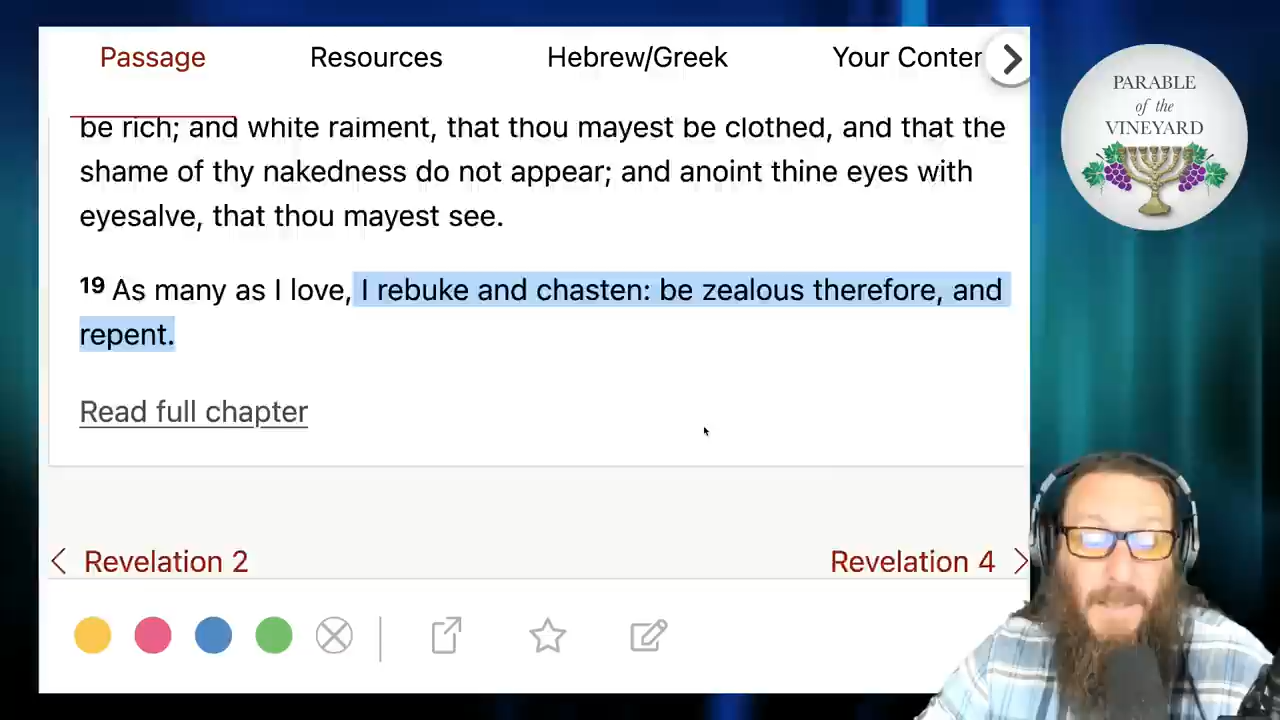 Passage
Resources
Hebrew/Greek
Your Conten
be rich; and white raiment, that thou mayest be clothed, and that the
shame of thy nakedness do not appear; and anoint thine eyes with
eyesalve, that thou mayest see.
19 As many as I love, I rebuke and chasten: be zealous therefore, and
repent.
Read full chapter
Revelation 2
Revelation 4
PARABLE
of the
VINEYARD